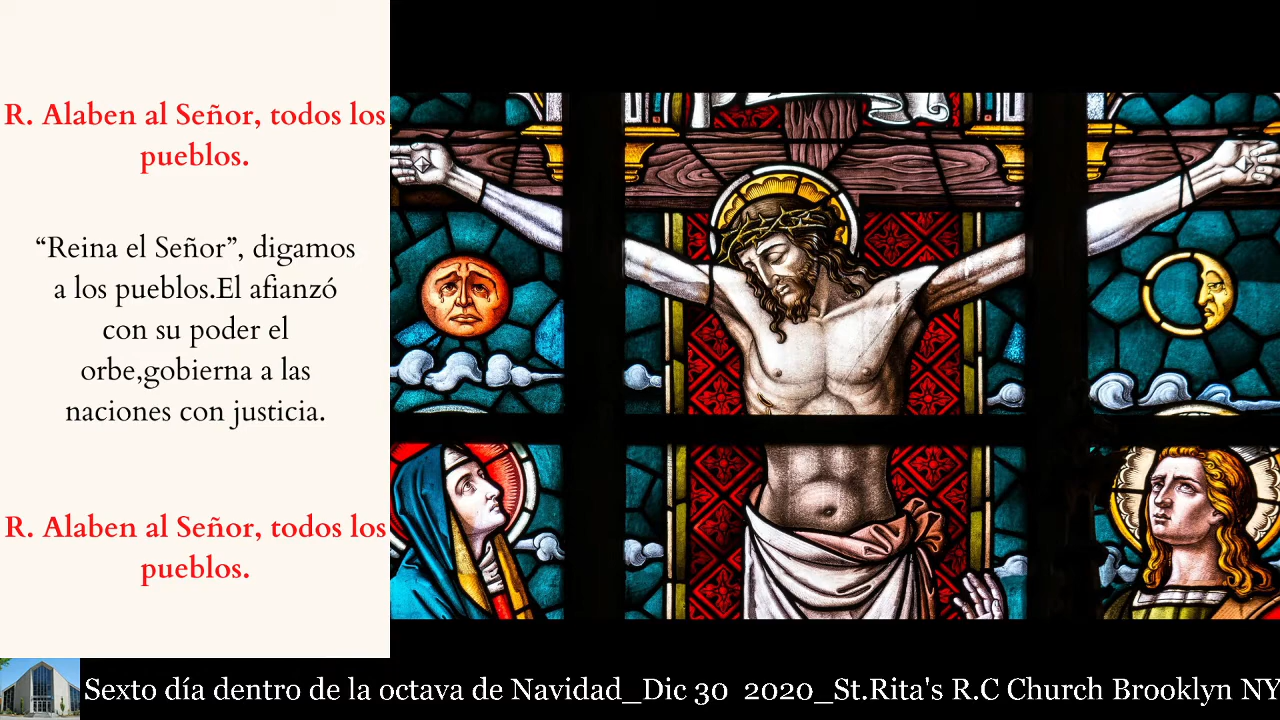 R. Alaben al Señor, todos los
pueblos.
“Reina el Señor”, digamos
a los pueblos.El afianzó
con su poder el
orbe,gobierna a las
naciones con justicia.
R. Alaben al Señor, todos los
pueblos.
Sexto día dentro de la octava de Navidad_Dic 30 2020_St.Rita's R.C Church Brooklyn NY